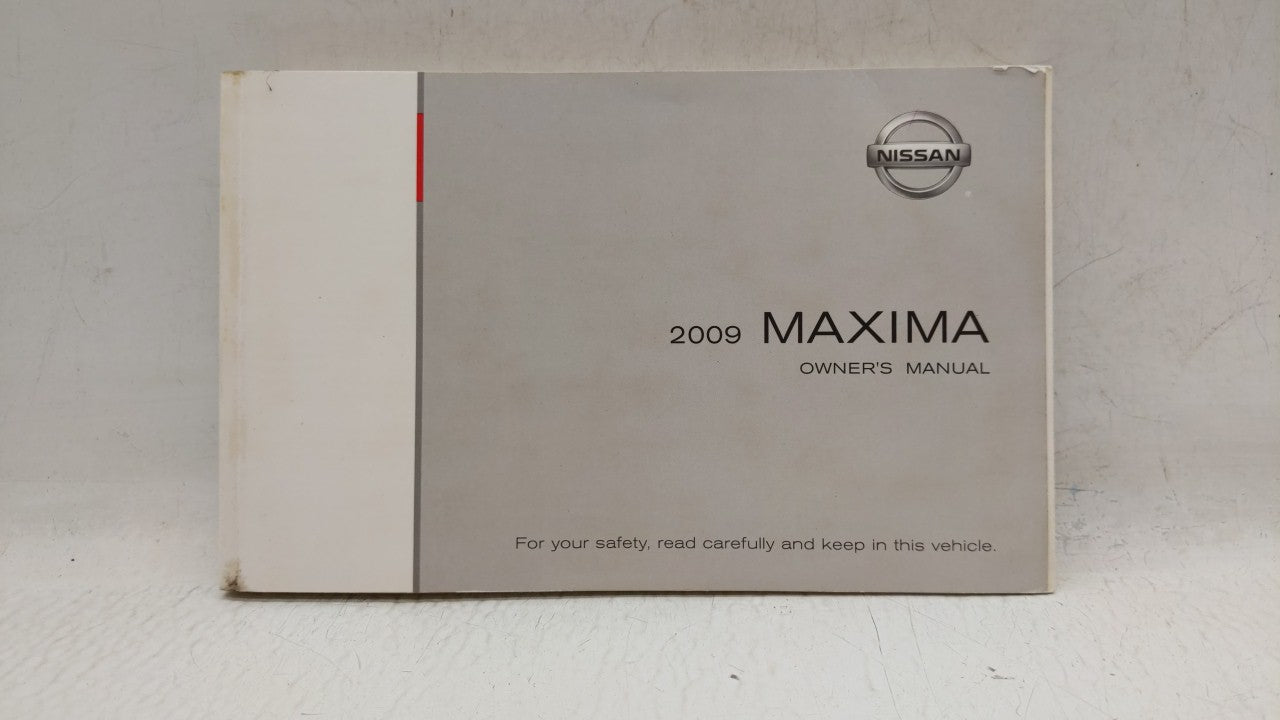 NISSAN
2009 MAXIMA
OWNER'S MANUAL
For your safety, read carefully and keep in this vehicle.